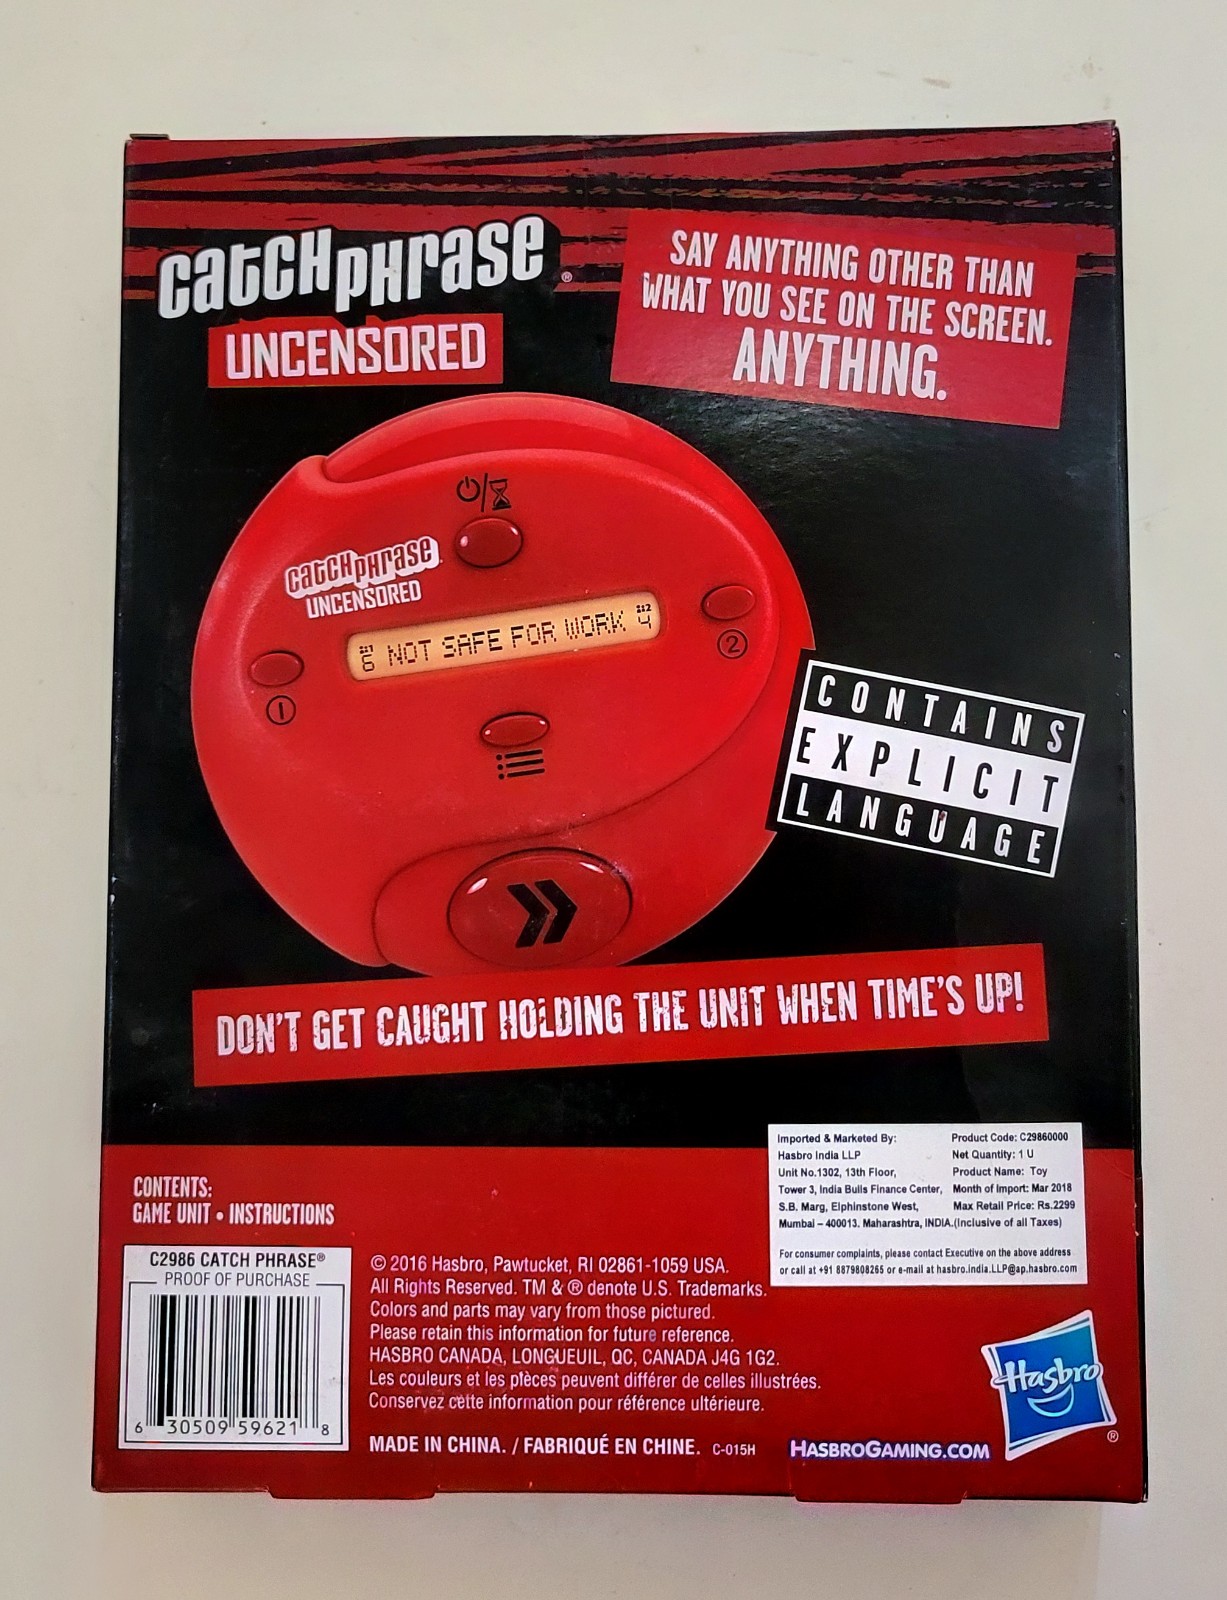 CATCHPHRASE®
UNCENSORED
SAY ANYTHING OTHER THAN
WHAT YOU SEE ON THE SCREEN.
ANYTHING.
CATCHPHRASE
UNCENSORED
6 NOT SAFE FOR WORK 4
1
2
CONTAINS
EXPLICIT
LANGUAGE
DON'T GET CAUGHT HOLDING THE UNIT WHEN TIME'S UP!
Imported & Marketed By:
Hasbro India LLP
Unit No.1302, 13th Floor,
Tower 3, India Bulls Finance Center,
S.B. Marg, Elphinstone West,
Mumbai – 400013. Maharashtra, INDIA.
Product Code: C29860000
Net Quantity: 1 U
Product Name: Toy
Month of Import: Mar 2018
Max Retail Price: Rs.2299
(Inclusive of all Taxes)
For consumer complaints, please contact Executive on the above address
or call at +91 8879808265 or e-mail at hasbro.india.LLP@ap.hasbro.com
CONTENTS:
GAME UNIT • INSTRUCTIONS
C2986 CATCH PHRASE®
PROOF OF PURCHASE
6 30509 59621 8
© 2016 Hasbro, Pawtucket, RI 02861-1059 USA.
All Rights Reserved. TM & ® denote U.S. Trademarks.
Colors and parts may vary from those pictured.
Please retain this information for future reference.
HASBRO CANADA, LONGUEUIL, QC, CANADA J4G 1G2.
Les couleurs et les pièces peuvent différer de celles illustrées.
Conservez cette information pour référence ultérieure.
MADE IN CHINA. / FABRIQUÉ EN CHINE. C-015H
HASBROGAMING.COM
Hasbro
®